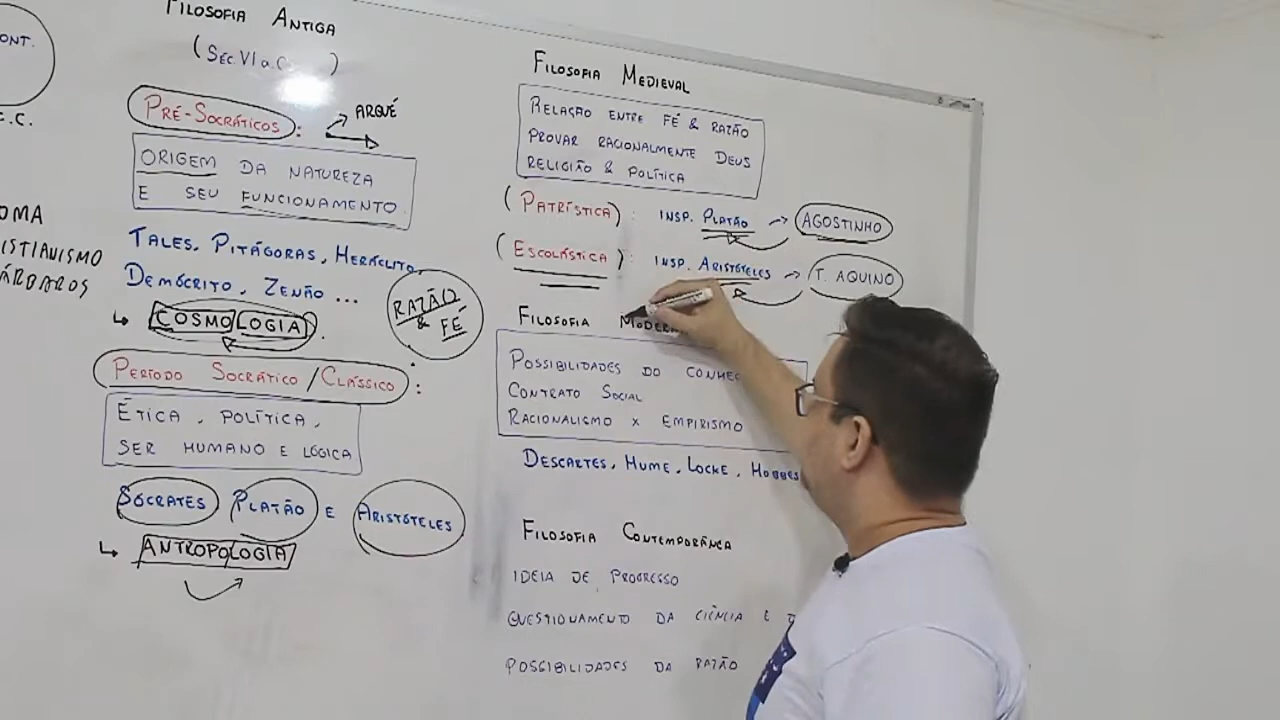 ONT.
C.C.
OMA
ISTIANISMO
ÁRBAROS
FILOSOFIA ANTIGA
(SÉC. VI a.C )
PRÉ-SOCRÁTICOS: ARQUÉ
ORIGEM DA NATUREZA
E SEU FUNCIONAMENTO
TALES, PITÁGORAS, HERÁCLITO,
DEMÓCRITO, ZENÃO ...
COSMOLOGIA
RAZÃO
& FÉ
PERÍODO SOCRÁTICO/CLÁSSICO:
ÉTICA, POLÍTICA,
SER HUMANO E LÓGICA
SÓCRATES PLATÃO E ARISTÓTELES
ANTROPOLOGIA
FILOSOFIA MEDIEVAL
RELAÇÃO ENTRE FÉ & RAZÃO
PROVAR RACIONALMENTE DEUS
RELIGIÃO & POLÍTICA
(PATRÍSTICA): INSP. PLATÃO → AGOSTINHO
(ESCOLÁSTICA): INSP. ARISTÓTELES → T. AQUINO
FILOSOFIA MODERN
POSSIBILIDADES DO CONHEC
CONTRATO SOCIAL
RACIONALISMO X EMPIRISMO
DESCARTES, HUME, LOCKE, HOBBES
FILOSOFIA CONTEMPORÂNEA
IDEIA DE PROGRESSO
QUESTIONAMENTO DA CIÊNCIA E
POSSIBILIDADES DA RAZÃO